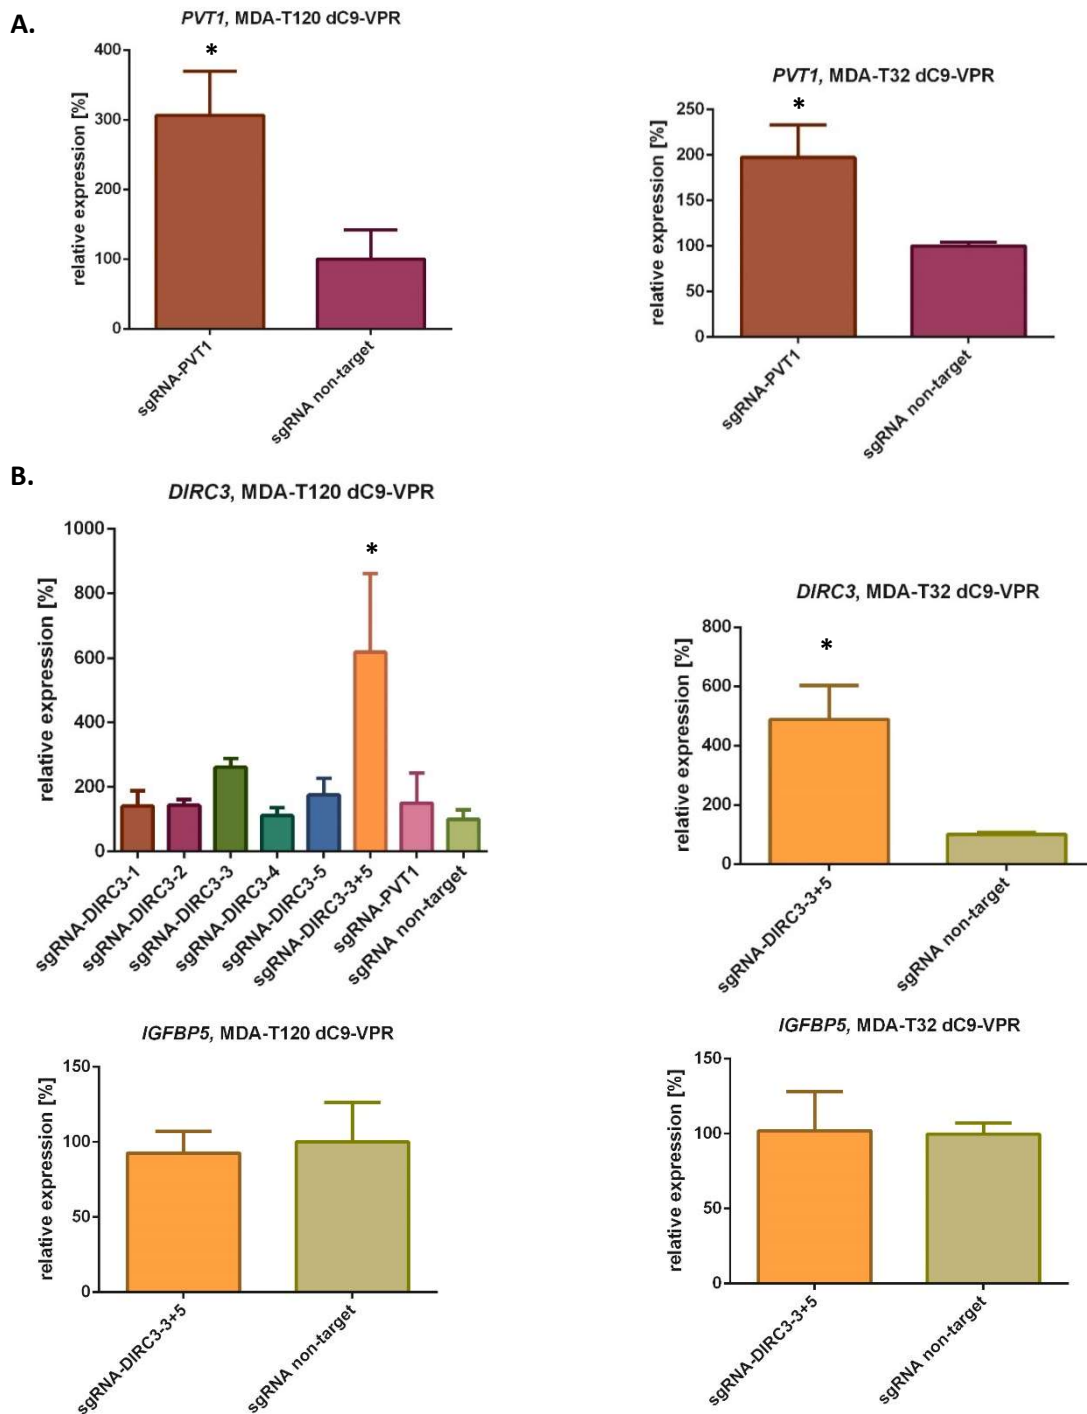 A.
PVT1, MDA-T120 dC9-VPR
relative expression [%]
400
300
200
100
0
*
sgRNA-PVT1
sgRNA non-target
PVT1, MDA-T32 dC9-VPR
relative expression [%]
250
200
150
100
50
0
*
sgRNA-PVT1
sgRNA non-target
B.
DIRC3, MDA-T120 dC9-VPR
relative expression [%]
1000
800
600
400
200
0
*
sgRNA-DIRC3-1
sgRNA-DIRC3-2
sgRNA-DIRC3-3
sgRNA-DIRC3-4
sgRNA-DIRC3-5
sgRNA-DIRC3-3+5
sgRNA-PVT1
sgRNA non-target
DIRC3, MDA-T32 dC9-VPR
relative expression [%]
800
600
400
200
0
*
sgRNA-DIRC3-3+5
sgRNA non-target
IGFBP5, MDA-T120 dC9-VPR
relative expression [%]
150
100
50
0
sgRNA-DIRC3-3+5
sgRNA non-target
IGFBP5, MDA-T32 dC9-VPR
relative expression [%]
150
100
50
0
sgRNA-DIRC3-3+5
sgRNA non-target